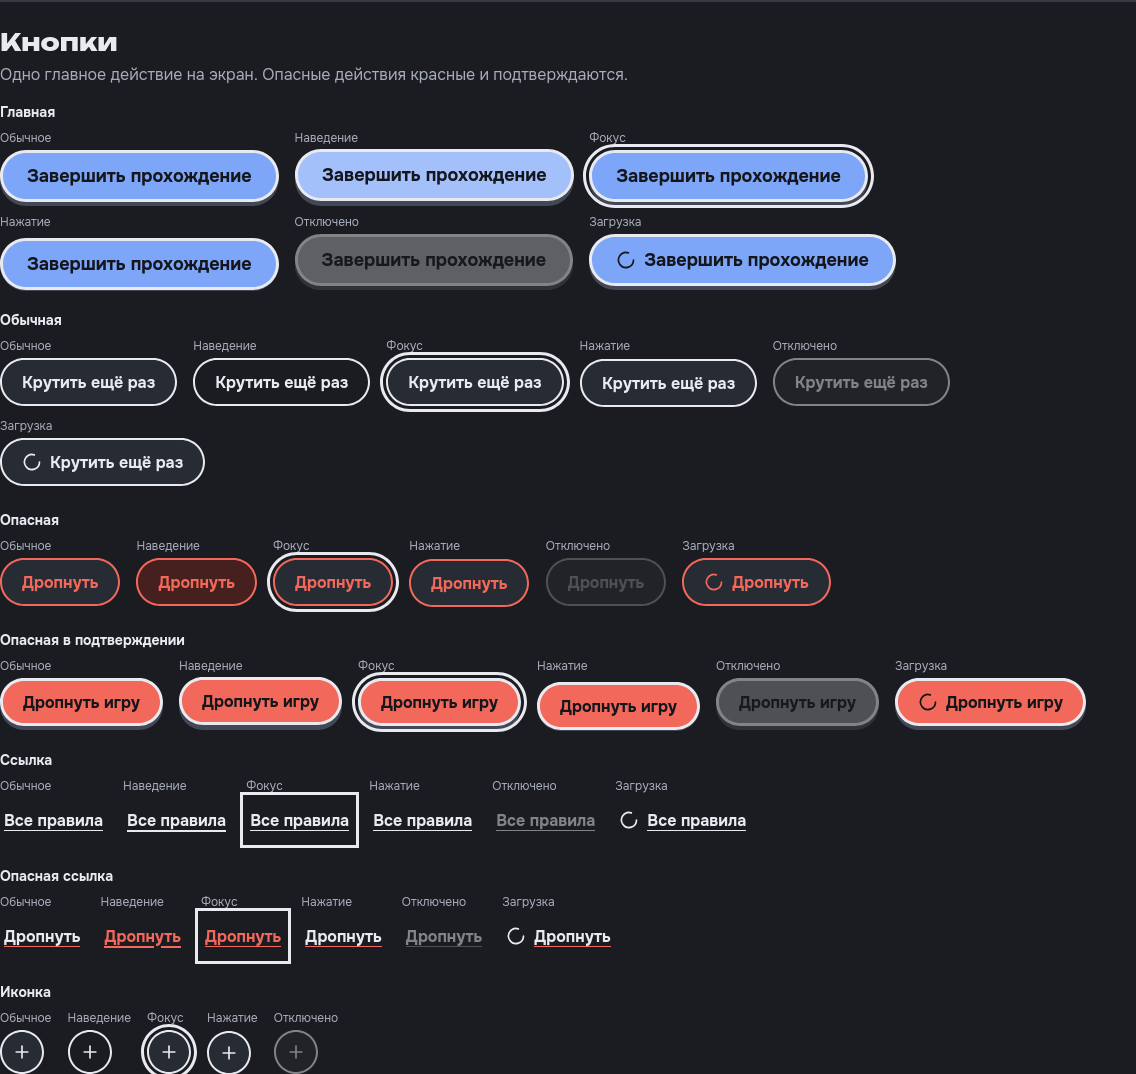 Кнопки
Одно главное действие на экран. Опасные действия красные и подтверждаются.
Главная
Обычное Наведение Фокус
Завершить прохождение Завершить прохождение Завершить прохождение
Нажатие Отключено Загрузка
Завершить прохождение Завершить прохождение Завершить прохождение
Обычная
Обычное Наведение Фокус Нажатие Отключено
Крутить ещё раз Крутить ещё раз Крутить ещё раз Крутить ещё раз Крутить ещё раз
Загрузка
Крутить ещё раз
Опасная
Обычное Наведение Фокус Нажатие Отключено Загрузка
Дропнуть Дропнуть Дропнуть Дропнуть Дропнуть Дропнуть
Опасная в подтверждении
Обычное Наведение Фокус Нажатие Отключено Загрузка
Дропнуть игру Дропнуть игру Дропнуть игру Дропнуть игру Дропнуть игру Дропнуть игру
Ссылка
Обычное Наведение Фокус Нажатие Отключено Загрузка
Все правила Все правила Все правила Все правила Все правила Все правила
Опасная ссылка
Обычное Наведение Фокус Нажатие Отключено Загрузка
Дропнуть Дропнуть Дропнуть Дропнуть Дропнуть Дропнуть
Иконка
Обычное Наведение Фокус Нажатие Отключено